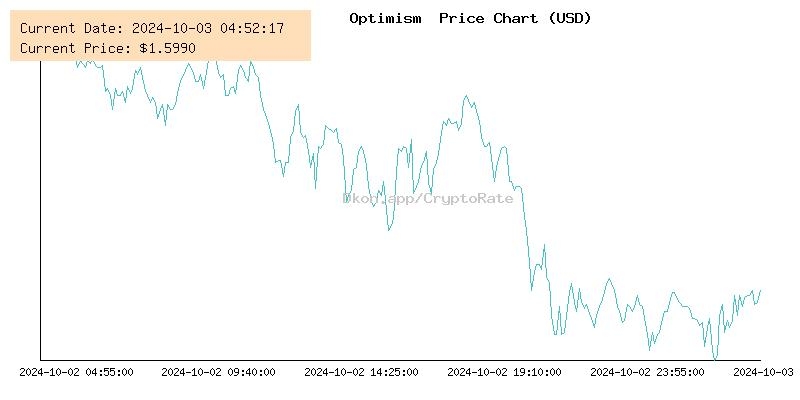 Optimism Price Chart (USD)
Current Date: 2024-10-03 04:52:17
Current Price: $1.5990
Dkon.app/CryptoRate
2024-10-02 04:55:00 2024-10-02 09:40:00 2024-10-02 14:25:00 2024-10-02 19:10:00 2024-10-02 23:55:00 2024-10-03